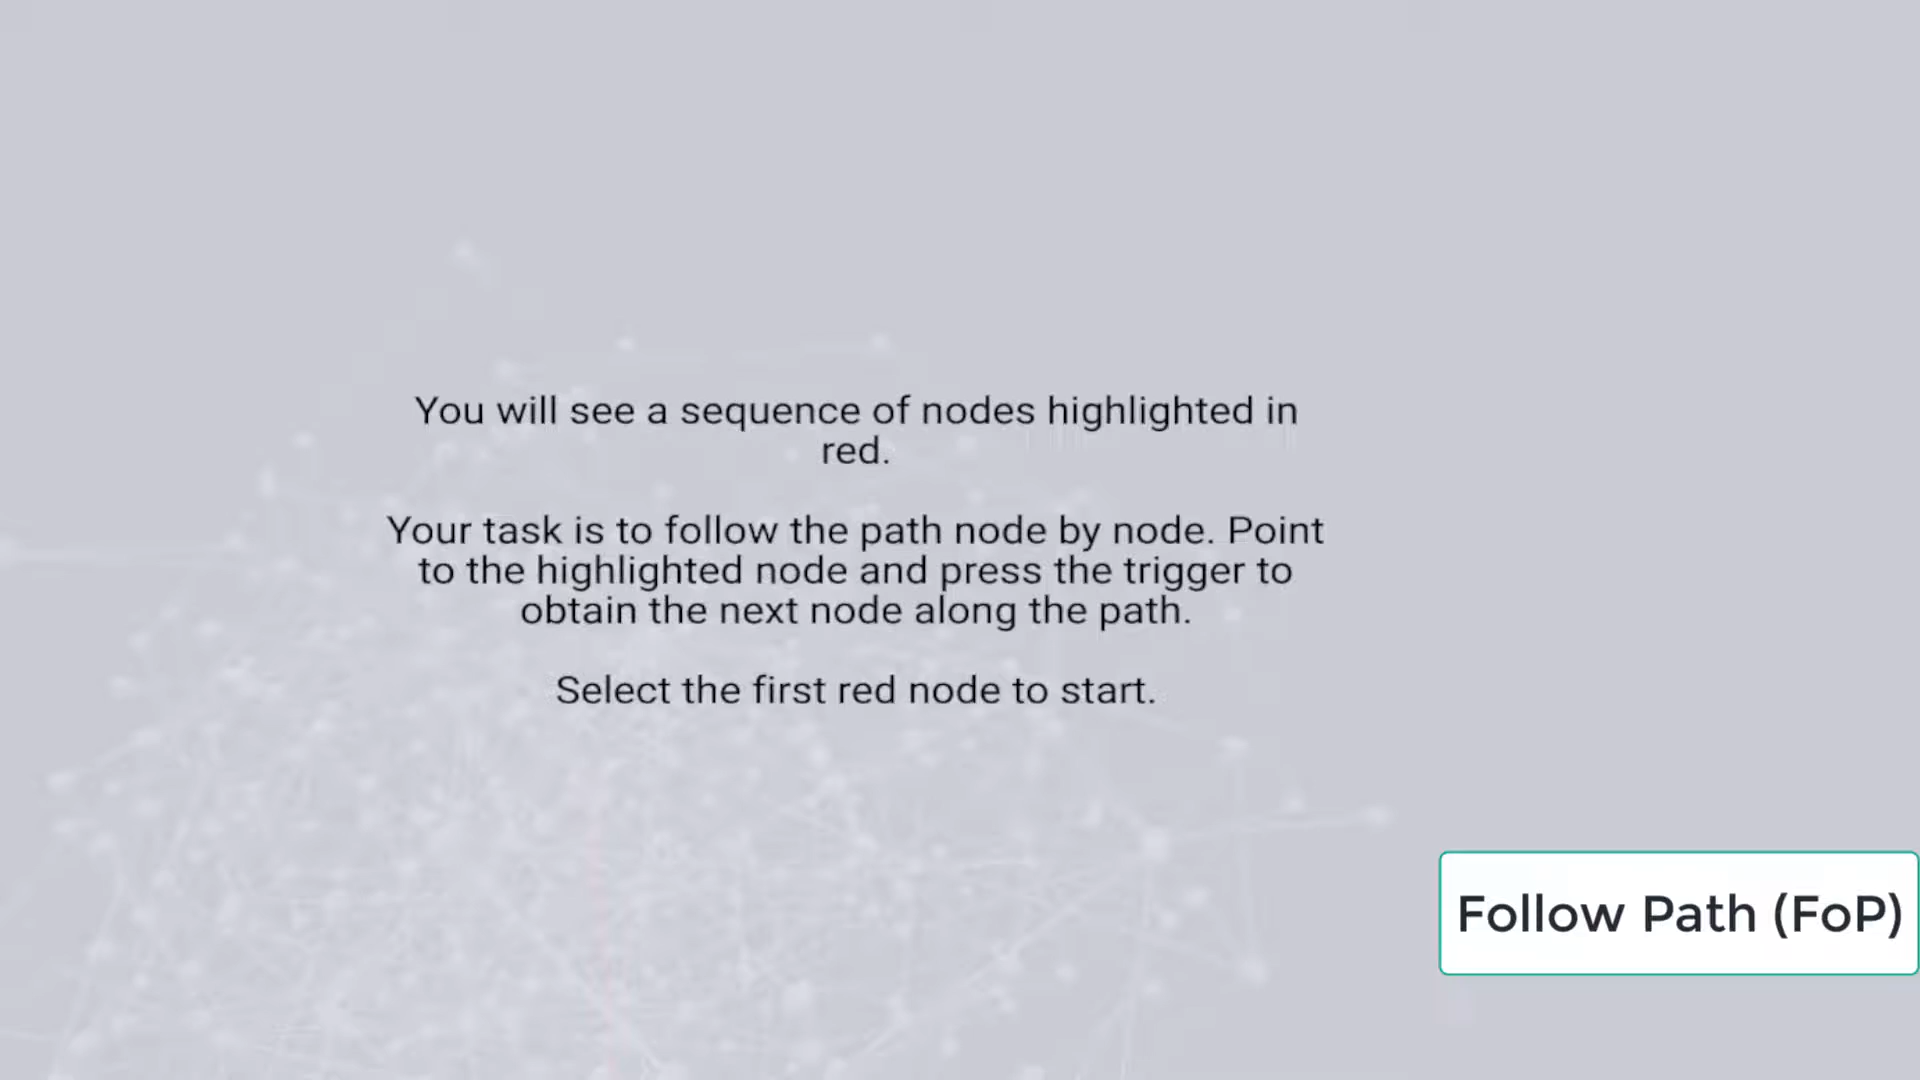 You will see a sequence of nodes highlighted in
red.
Your task is to follow the path node by node. Point
to the highlighted node and press the trigger to
obtain the next node along the path.
Select the first red node to start.
Follow Path (FoP)